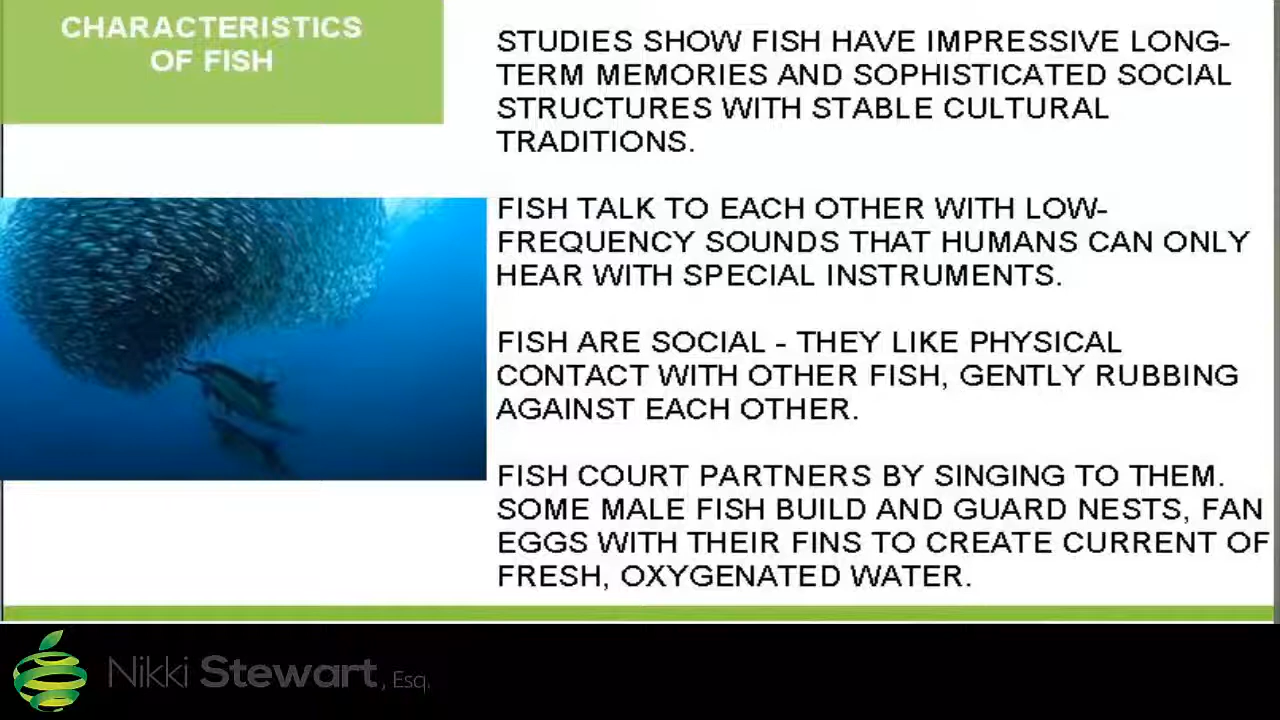 CHARACTERISTICS
OF FISH
STUDIES SHOW FISH HAVE IMPRESSIVE LONG-
TERM MEMORIES AND SOPHISTICATED SOCIAL
STRUCTURES WITH STABLE CULTURAL
TRADITIONS.
FISH TALK TO EACH OTHER WITH LOW-
FREQUENCY SOUNDS THAT HUMANS CAN ONLY
HEAR WITH SPECIAL INSTRUMENTS.
FISH ARE SOCIAL - THEY LIKE PHYSICAL
CONTACT WITH OTHER FISH, GENTLY RUBBING
AGAINST EACH OTHER.
FISH COURT PARTNERS BY SINGING TO THEM.
SOME MALE FISH BUILD AND GUARD NESTS, FAN
EGGS WITH THEIR FINS TO CREATE CURRENT OF
FRESH, OXYGENATED WATER.
Nikki Stewart, Esq.